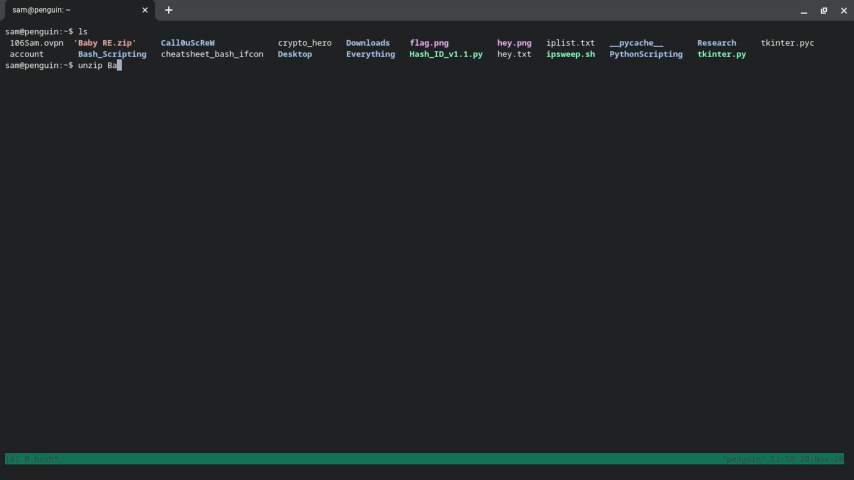 sam@penguin: ~
sam@penguin:~$ ls
106Sam.ovpn 'Baby RE.zip' Call0uScReW crypto_hero Downloads flag.png hey.png iplist.txt __pycache__ Research tkinter.pyc
account Bash_Scripting cheatsheet_bash_ifcon Desktop Everything Hash_ID_v1.1.py hey.txt ipsweep.sh PythonScripting tkinter.py
sam@penguin:~$ unzip Ba